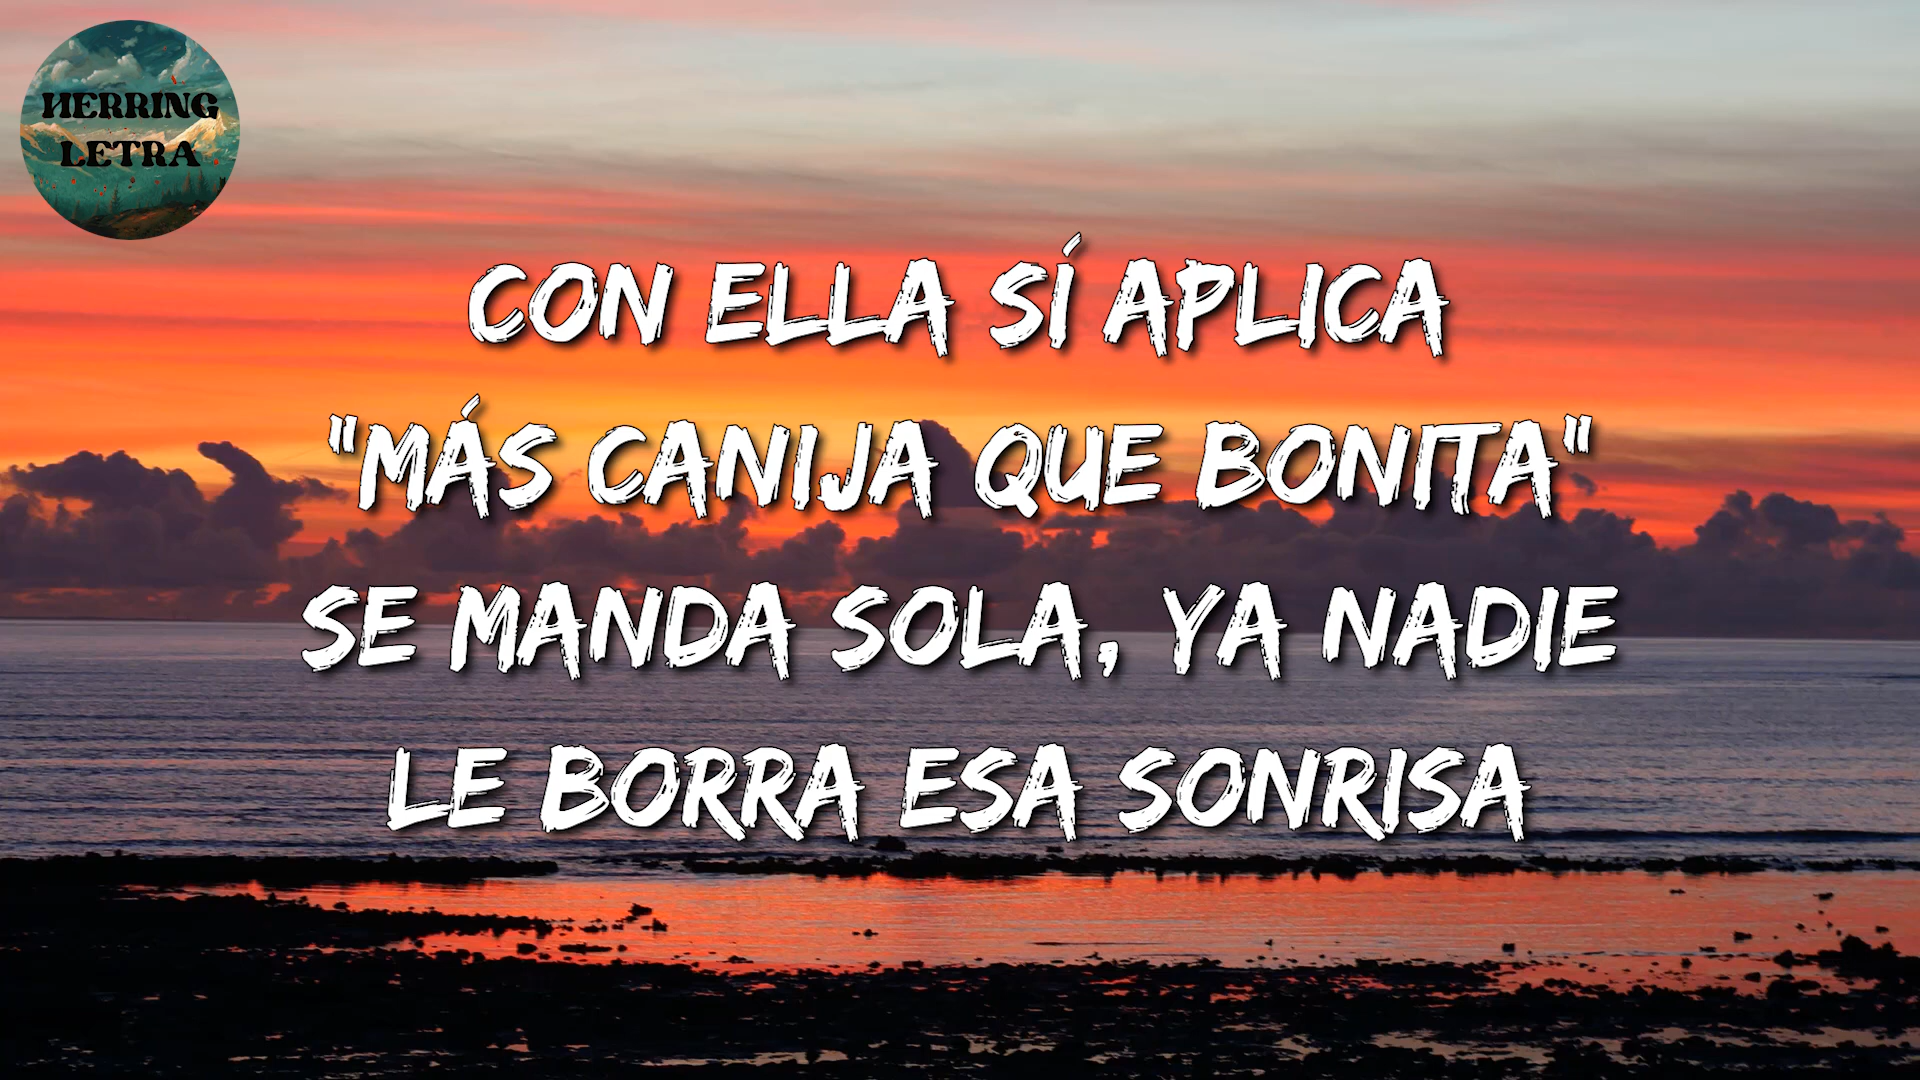 HERRING
LETRA
CON ELLA SÍ APLICA
"MÁS CANIJA QUE BONITA"
SE MANDA SOLA, YA NADIE
LE BORRA ESA SONRISA